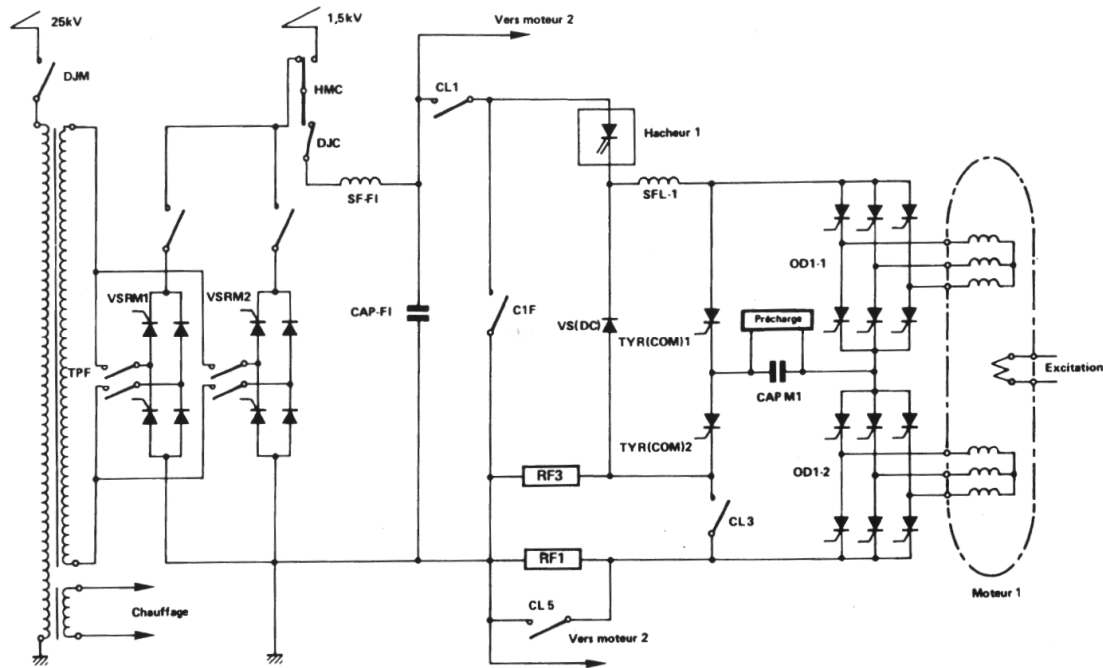 25kV
1,5kV
Vers moteur 2
DJM
HMC
CL1
DJC
Hacheur 1
SF-FI
SFL-1
OD1-1
VSRM1
VSRM2
CAP-FI
C1F
VS(DC)
Précharge
TYR(COM)1
TPF
Excitation
CAP M1
TYR(COM)2
OD1-2
RF3
CL3
RF1
Chauffage
CL5
Moteur 1
Vers moteur 2